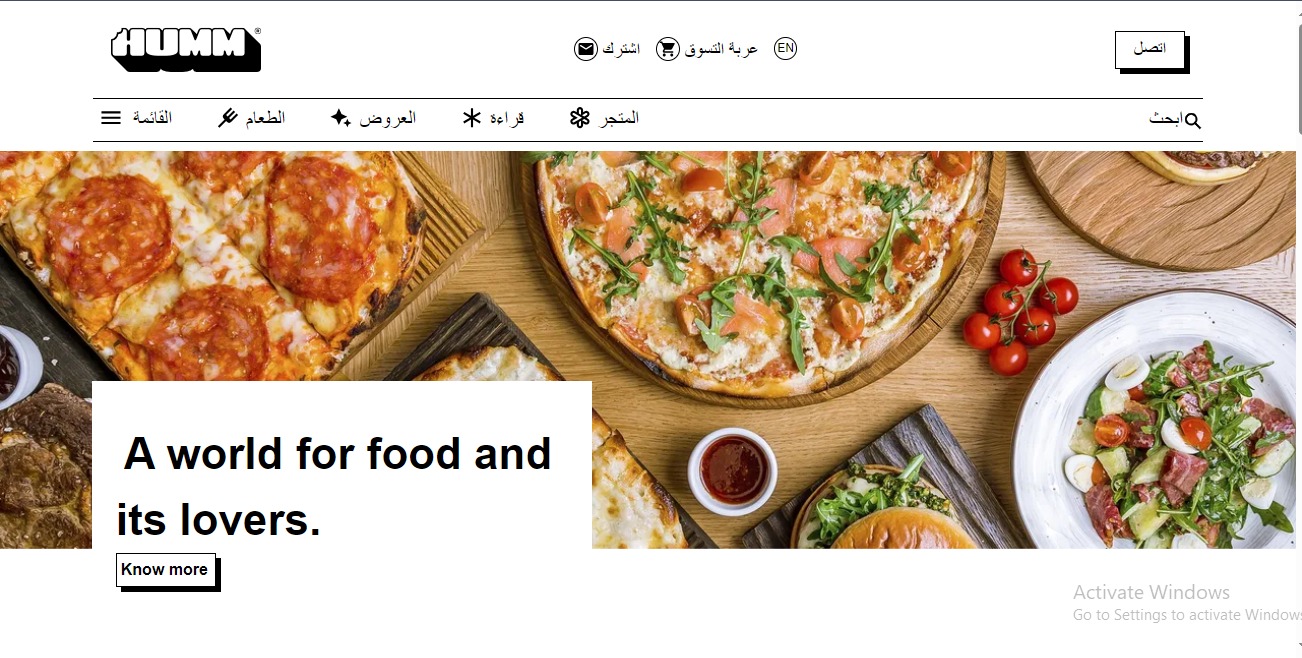 HUMM®
اشترك
عربة التسوق
EN
اتصل
القائمة
الطعام
العروض
قراءة
المتجر
ابحث
A world for food and
its lovers.
Know more
Activate Windows
Go to Settings to activate Windows